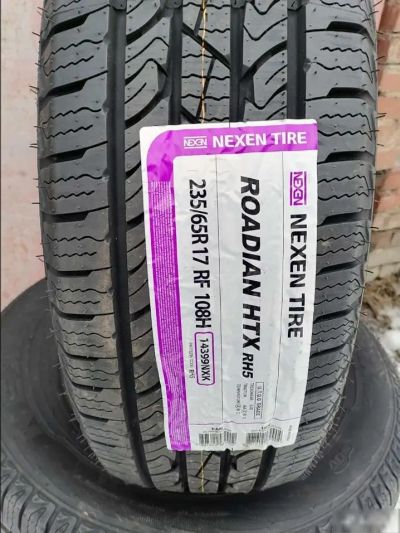 NEXEN NEXEN TIRE
NEXEN NEXEN TIRE
ROADIAN HTX RH5
235/65R17 RF 108H
14399NXK